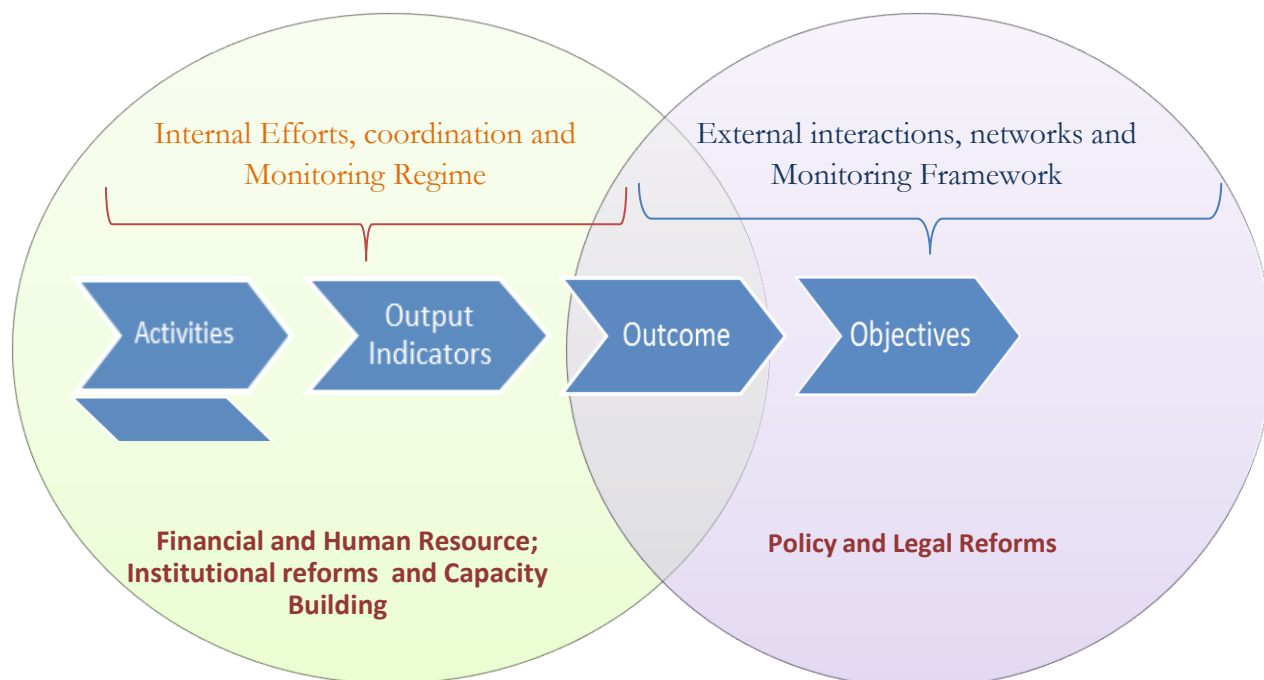 Internal Efforts, coordination and
Monitoring Regime
External interactions, networks and
Monitoring Framework
Activities
Output
Indicators
Outcome
Objectives
Financial and Human Resource;
Institutional reforms and Capacity
Building
Policy and Legal Reforms